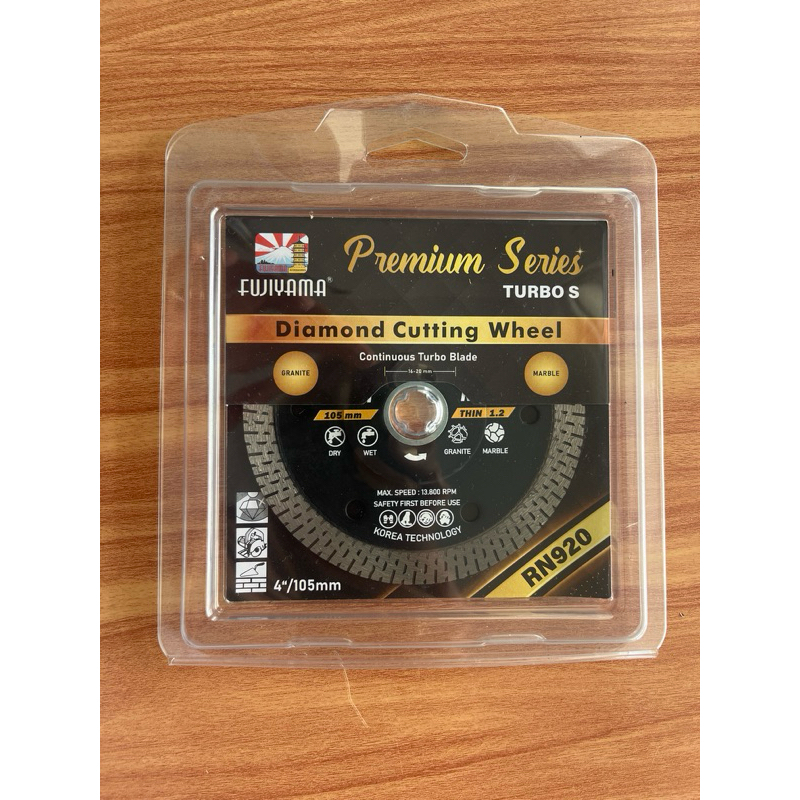 Premium Series
FUJIYAMA®
TURBO S
Diamond Cutting Wheel
Continuous Turbo Blade
16-20 mm
GRANITE
MARBLE
105 mm
THIN 1.2
DRY
WET
GRANITE
MARBLE
MAX. SPEED : 13.800 RPM
SAFETY FIRST BEFORE USE
KOREA TECHNOLOGY
RN920
4"/105mm